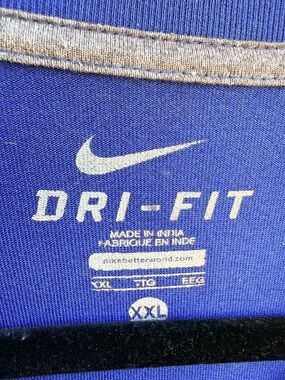 DRI-FIT
MADE IN INDIA
FABRIQUE EN INDE
nikebetterworld.com
XXL TTG EEG
XXL